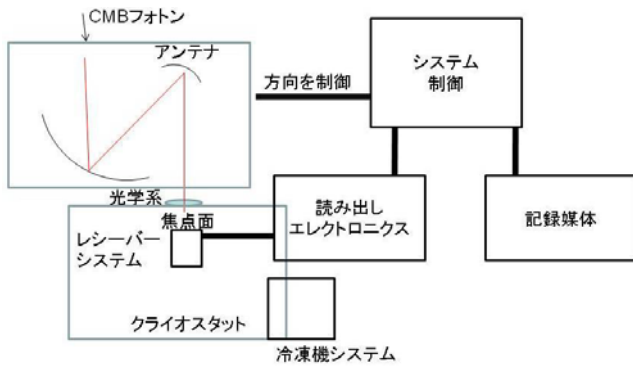 CMBフォトン
アンテナ
方向を制御
システム
制御
光学系
焦点面
レシーバー
システム
読み出し
エレクトロニクス
記録媒体
クライオスタット
冷凍機システム